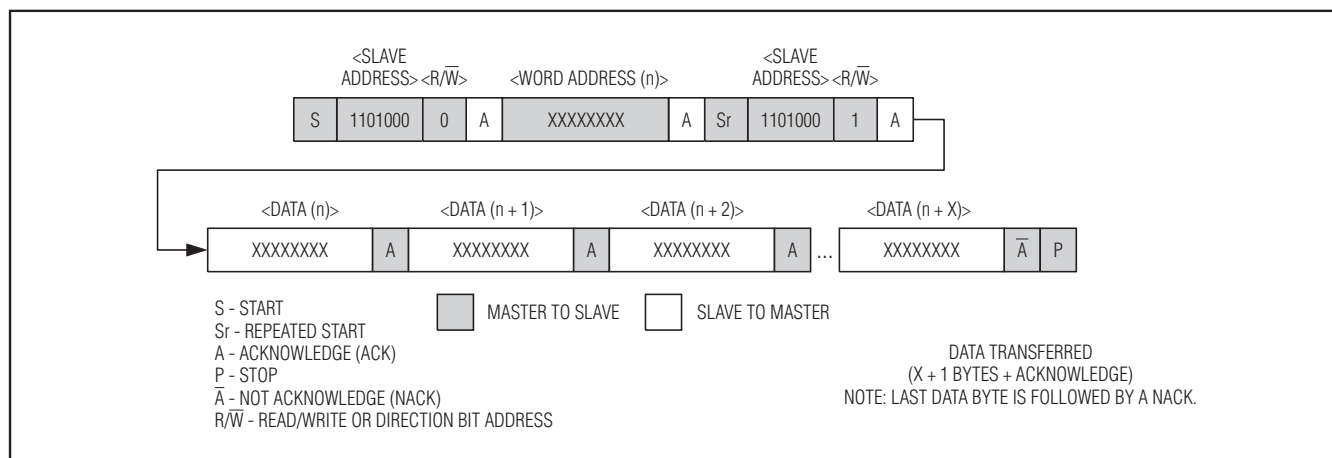 <SLAVE
ADDRESS> <R/W̅>
<WORD ADDRESS (n)>
<SLAVE
ADDRESS> <R/W̅>
S 1101000 0 A XXXXXXXX A Sr 1101000 1 A
<DATA (n)> <DATA (n + 1)> <DATA (n + 2)> <DATA (n + X)>
XXXXXXXX A XXXXXXXX A XXXXXXXX A ... XXXXXXXX A̅ P
S - START
Sr - REPEATED START
A - ACKNOWLEDGE (ACK)
P - STOP
A̅ - NOT ACKNOWLEDGE (NACK)
R/W̅ - READ/WRITE OR DIRECTION BIT ADDRESS
MASTER TO SLAVE
SLAVE TO MASTER
DATA TRANSFERRED
(X + 1 BYTES + ACKNOWLEDGE)
NOTE: LAST DATA BYTE IS FOLLOWED BY A NACK.